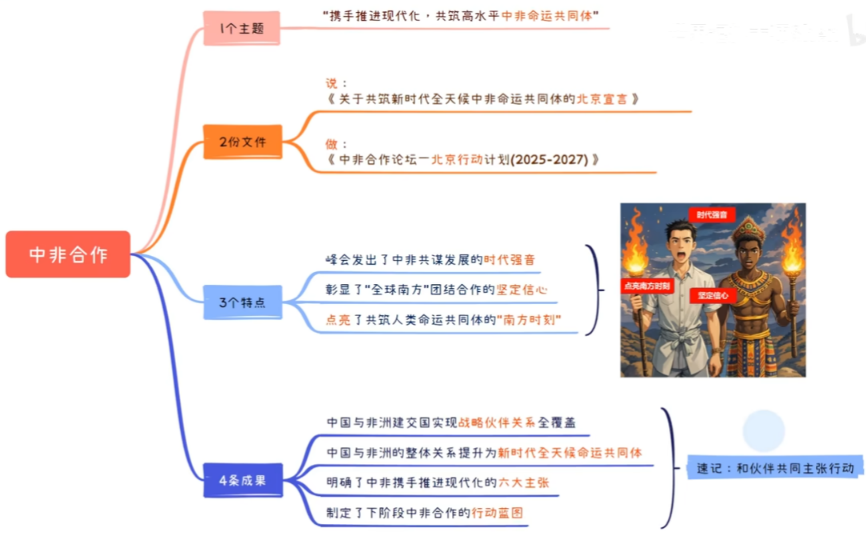 1个主题
"携手推进现代化，共筑高水平中非命运共同体"
2份文件
说：
《关于共筑新时代全天候中非命运共同体的北京宣言》
做：
《中非合作论坛—北京行动计划(2025-2027)》
中非合作
3个特点
峰会发出了中非共谋发展的时代强音
彰显了"全球南方"团结合作的坚定信心
点亮了共筑人类命运共同体的"南方时刻"
时代强音
点亮南方时刻
坚定信心
4条成果
中国与非洲建交国实现战略伙伴关系全覆盖
中国与非洲的整体关系提升为新时代全天候命运共同体
明确了中非携手推进现代化的六大主张
制定了下阶段中非合作的行动蓝图
速记：和伙伴共同主张行动